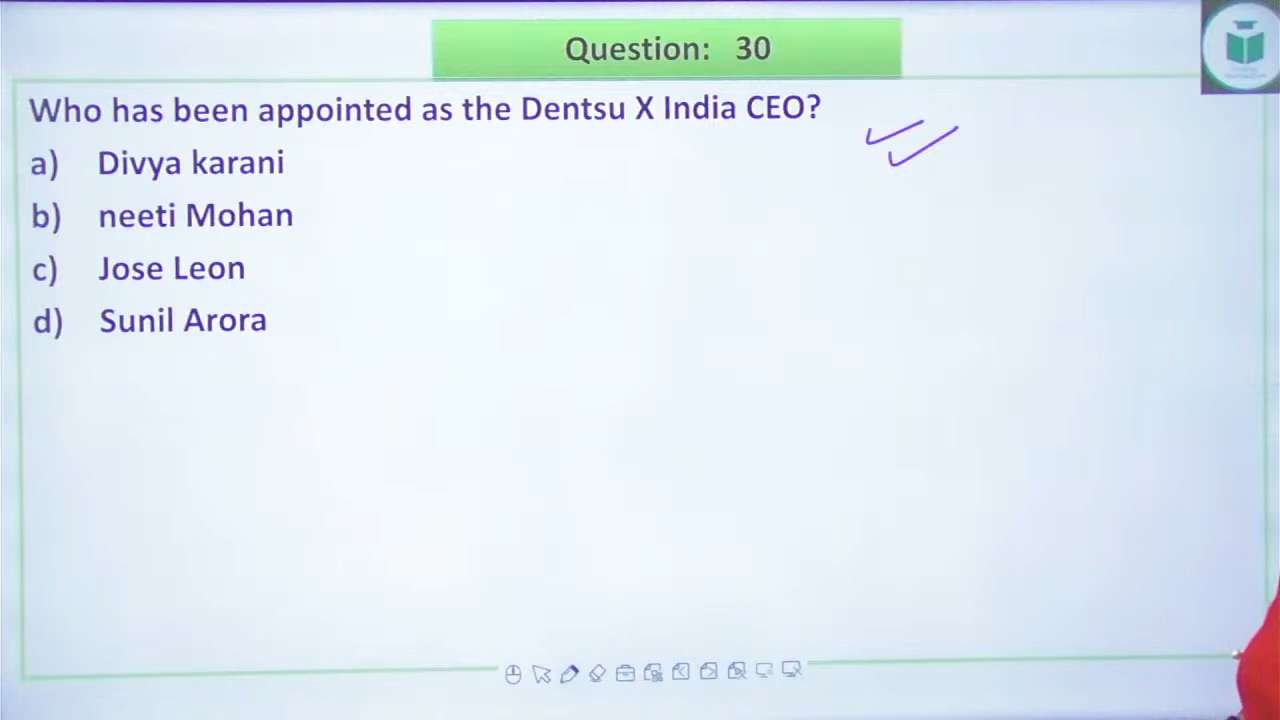 Question: 30
Who has been appointed as the Dentsu X India CEO?
a) Divya karani
b) neeti Mohan
c) Jose Leon
d) Sunil Arora